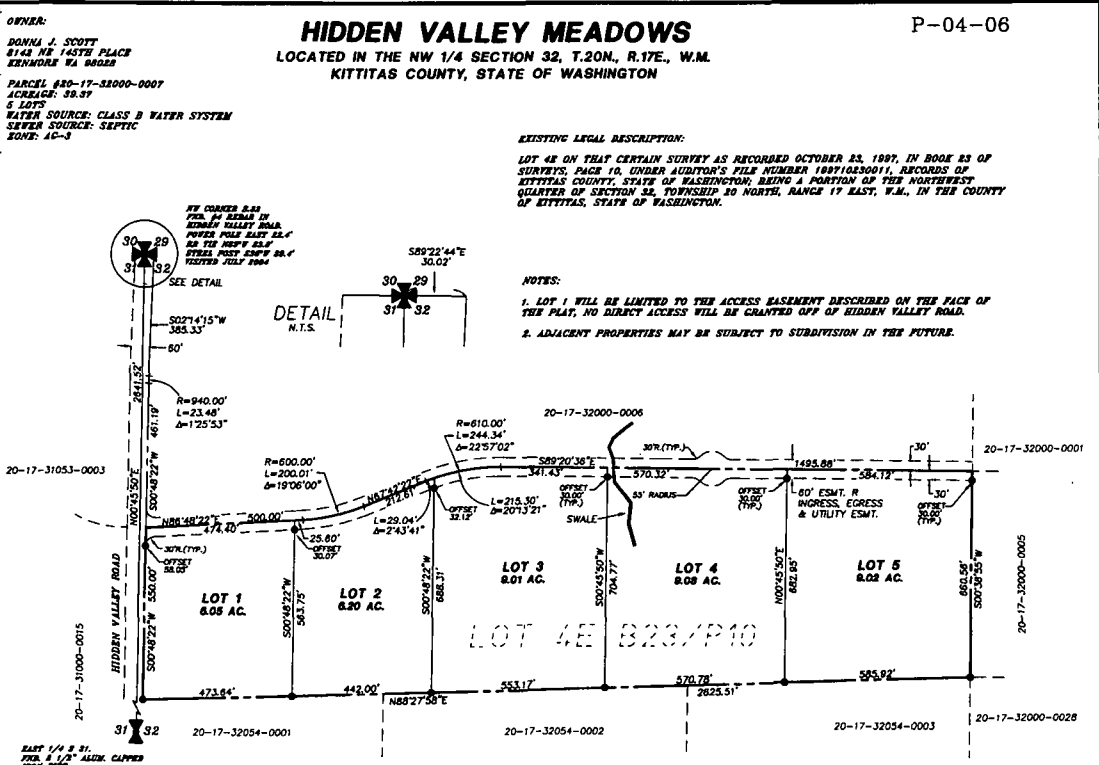 P-04-06
HIDDEN VALLEY MEADOWS
LOCATED IN THE NW 1/4 SECTION 32, T.20N., R.17E., W.M.
KITTITAS COUNTY, STATE OF WASHINGTON
OWNER:
DONNA J. SCOTT
8142 NE 145TH PLACE
KENMORE WA 98028
PARCEL #20-17-32000-0007
ACREAGE: 39.37
5 LOTS
WATER SOURCE: CLASS B WATER SYSTEM
SEWER SOURCE: SEPTIC
ZONE: AG-3
EXISTING LEGAL DESCRIPTION:
LOT 4E ON THAT CERTAIN SURVEY AS RECORDED OCTOBER 23, 1997, IN BOOK 23 OF
SURVEYS, PAGE 10, UNDER AUDITOR'S FILE NUMBER 199710230011, RECORDS OF
KITTITAS COUNTY, STATE OF WASHINGTON; BEING A PORTION OF THE NORTHWEST
QUARTER OF SECTION 32, TOWNSHIP 20 NORTH, RANGE 17 EAST, W.M., IN THE COUNTY
OF KITTITAS, STATE OF WASHINGTON.
NOTES:
1. LOT 1 WILL BE LIMITED TO THE ACCESS EASEMENT DESCRIBED ON THE FACE OF
THE PLAT, NO DIRECT ACCESS WILL BE GRANTED OFF OF HIDDEN VALLEY ROAD.
2. ADJACENT PROPERTIES MAY BE SUBJECT TO SUBDIVISION IN THE FUTURE.
NW CORNER S.32
FND. #4 REBAR IN
HIDDEN VALLEY ROAD.
POWER POLE EAST
RR TIE
STEEL POST
VISITED JULY 2004
30 29
31 32
SEE DETAIL
S02°14'15"W
385.33'
60'
2641.52'
R=940.00'
L=23.48'
Δ=1°25'53"
461.19'
S00°48'22"W
N00°45'50"E
DETAIL
N.T.S.
S89°22'44"E
30.02'
30 29
31 32
20-17-31053-0003
20-17-32000-0006
20-17-32000-0001
R=600.00'
L=200.01'
Δ=19°06'00"
R=610.00'
L=244.34'
Δ=22°57'02"
N86°48'22"E
500.00'
474.40'
N67°42'22"E
212.61'
S89°20'36"E
341.43'
570.32'
1495.88'
584.12'
30'R.(TYP.)
30'
30'
55' RADIUS
L=215.30'
Δ=20°13'21"
L=29.04'
Δ=2°43'41"
OFFSET
32.12'
25.60'
OFFSET
30.07'
30'R.(TYP.)
OFFSET
58.05'
OFFSET
30.00'
(TYP.)
OFFSET
30.00'
(TYP.)
OFFSET
30.00'
(TYP.)
SWALE
60' ESMT. R
INGRESS, EGRESS
& UTILITY ESMT.
HIDDEN VALLEY ROAD
550.00'
S00°48'22"W
LOT 1
6.05 AC.
S00°48'22"W
563.75'
LOT 2
6.20 AC.
S00°48'22"W
688.31'
LOT 3
9.01 AC.
S00°45'50"W
704.77'
LOT 4
9.08 AC.
N00°45'50"E
682.95'
LOT 5
9.02 AC.
660.56'
S00°38'55"W
LOT 4E B23/P10
20-17-31000-0015
20-17-32000-0005
473.64'
442.00'
N88°27'58"E
553.17'
570.78'
2625.51'
585.92'
31 32
20-17-32054-0001
20-17-32054-0002
20-17-32054-0003
20-17-32000-0028
EAST 1/4 S 31.
FND. 2 1/2" ALUM. CAPPED